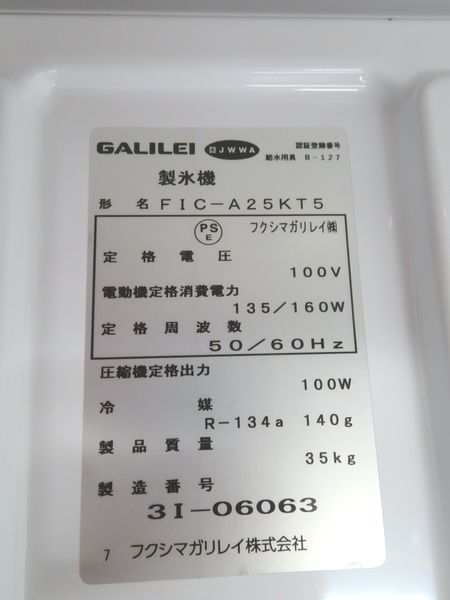 GALILEI JWWA 認証登録番号
給水用具 B-127
製氷機
形名 FIC-A25KT5
PS E フクシマガリレイ㈱
定格電圧
100V
電動機定格消費電力
135/160W
定格周波数
50/60Hz
圧縮機定格出力
100W
冷媒
R-134a 140g
製品質量
35kg
製造番号
3I-06063
7 フクシマガリレイ株式会社